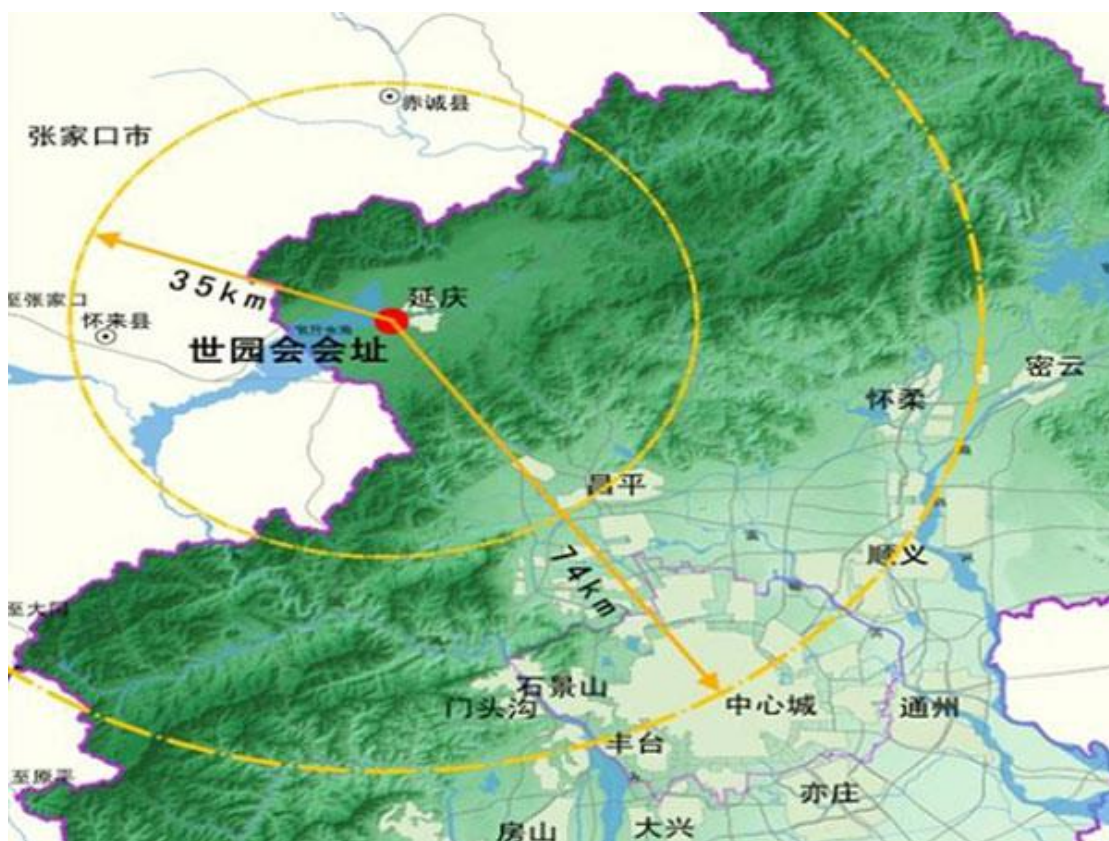 赤诚县
张家口市
35km
延庆
至张家口
怀来县
世园会会址
密云
怀柔
昌平
顺义
74km
至大同
石景山
门头沟
中心城
通州
丰台
至原平
亦庄
房山
大兴